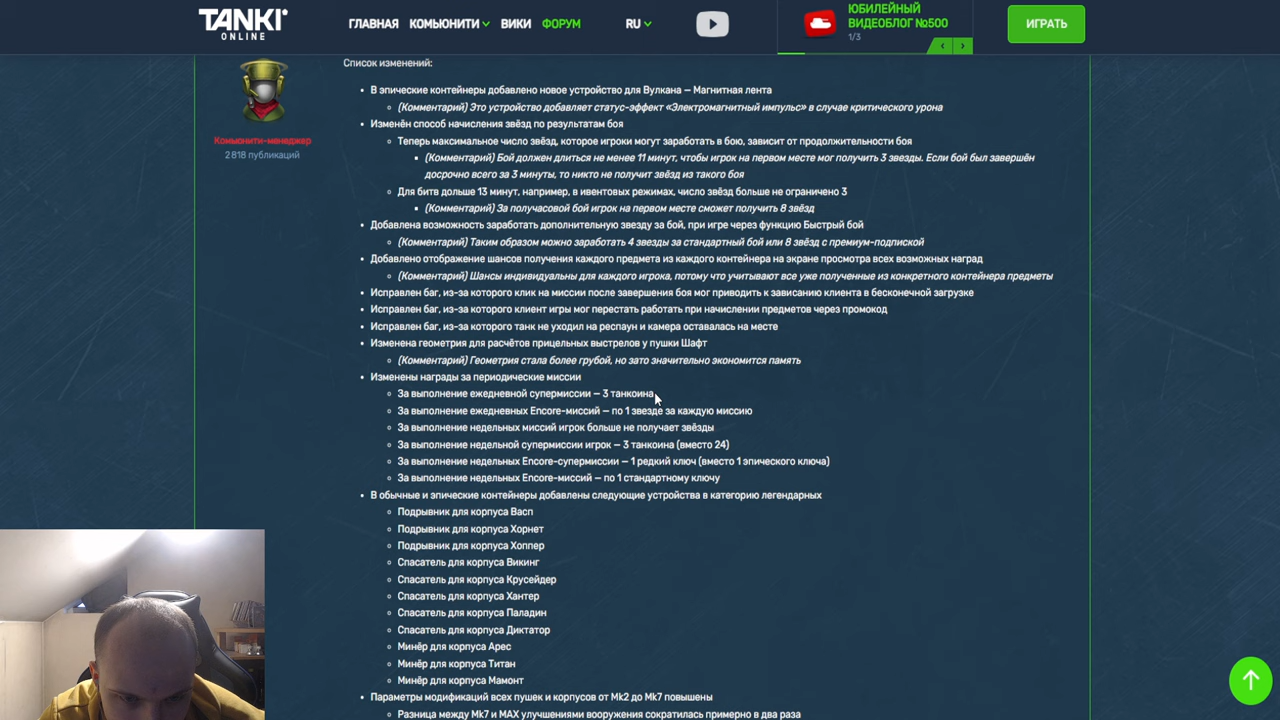 TANKI
ONLINE
ГЛАВНАЯ
КОМЬЮНИТИ
ВИКИ
ФОРУМ
RU
ЮБИЛЕЙНЫЙ
ВИДЕОБЛОГ №500
1/3
ИГРАТЬ
Комьюнити-менеджер
2 818 публикаций
Список изменений:
В эпические контейнеры добавлено новое устройство для Вулкана — Магнитная лента
(Комментарий) Это устройство добавляет статус-эффект «Электромагнитный импульс» в случае критического урона
Изменён способ начисления звёзд по результатам боя
Теперь максимальное число звёзд, которое игроки могут заработать в бою, зависит от продолжительности боя
(Комментарий) Бой должен длиться не менее 11 минут, чтобы игрок на первом месте мог получить 3 звезды. Если бой был завершён
досрочно всего за 3 минуты, то никто не получит звёзд из такого боя
Для битв дольше 13 минут, например, в ивентовых режимах, число звёзд больше не ограничено 3
(Комментарий) За получасовой бой игрок на первом месте сможет получить 8 звёзд
Добавлена возможность заработать дополнительную звезду за бой, при игре через функцию Быстрый бой
(Комментарий) Таким образом можно заработать 4 звезды за стандартный бой или 8 звёзд с премиум-подпиской
Добавлено отображение шансов получения каждого предмета из каждого контейнера на экране просмотра всех возможных наград
(Комментарий) Шансы индивидуальны для каждого игрока, потому что учитывают все уже полученные из конкретного контейнера предметы
Исправлен баг, из-за которого клик на миссии после завершения боя мог приводить к зависанию клиента в бесконечной загрузке
Исправлен баг, из-за которого клиент игры мог перестать работать при начислении предметов через промокод
Исправлен баг, из-за которого танк не уходил на респаун и камера оставалась на месте
Изменена геометрия для расчётов прицельных выстрелов у пушки Шафт
(Комментарий) Геометрия стала более грубой, но зато значительно экономится память
Изменены награды за периодические миссии
За выполнение ежедневной супермиссии — 3 танкоина
За выполнение ежедневных Encore-миссий — по 1 звезде за каждую миссию
За выполнение недельных миссий игрок больше не получает звёзды
За выполнение недельной супермиссии игрок — 3 танкоина (вместо 24)
За выполнение недельных Encore-супермиссии — 1 редкий ключ (вместо 1 эпического ключа)
За выполнение недельных Encore-миссий — по 1 стандартному ключу
В обычные и эпические контейнеры добавлены следующие устройства в категорию легендарных
Подрывник для корпуса Васп
Подрывник для корпуса Хорнет
Подрывник для корпуса Хоппер
Спасатель для корпуса Викинг
Спасатель для корпуса Крусейдер
Спасатель для корпуса Хантер
Спасатель для корпуса Паладин
Спасатель для корпуса Диктатор
Минёр для корпуса Арес
Минёр для корпуса Титан
Минёр для корпуса Мамонт
Параметры модификаций всех пушек и корпусов от Mk2 до Mk7 повышены
Разница между Mk7 и MAX улучшениями вооружения сократилась примерно в два раза